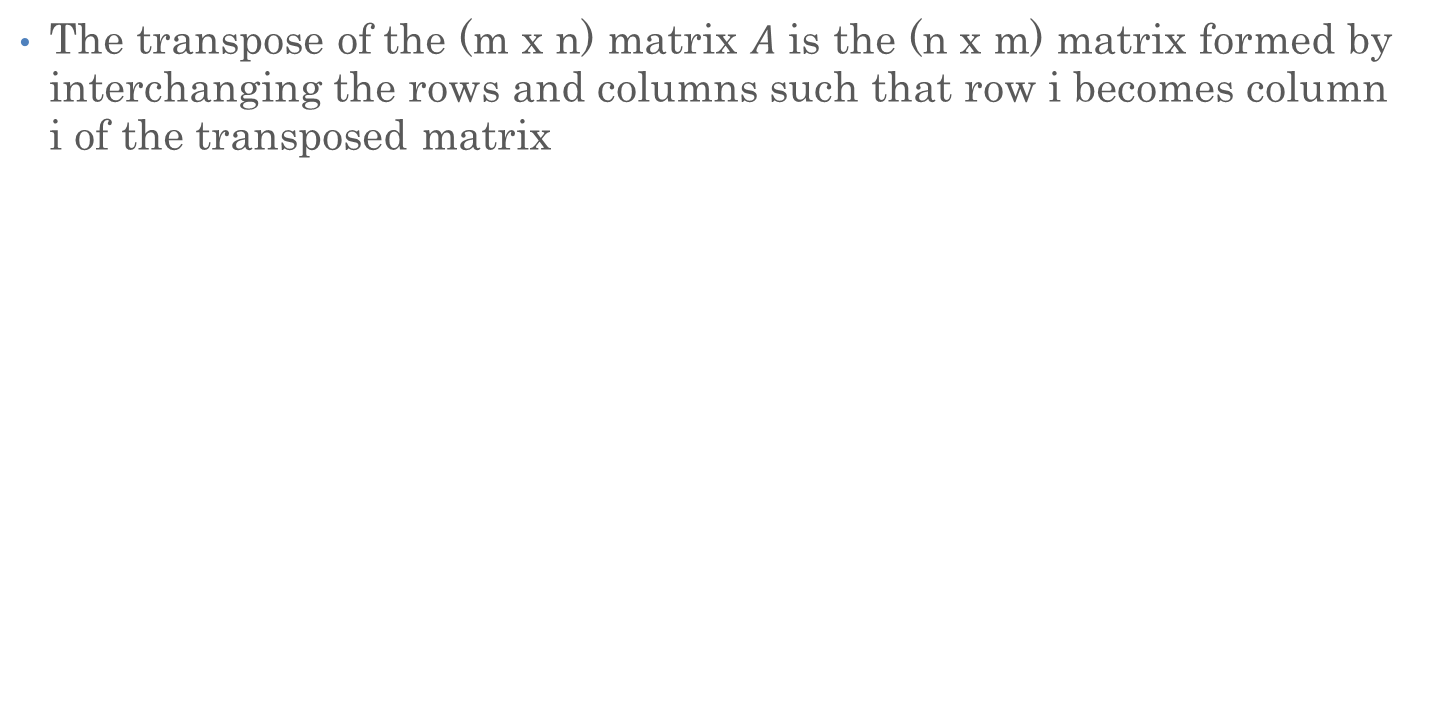 • The transpose of the (m x n) matrix A is the (n x m) matrix formed by
interchanging the rows and columns such that row i becomes column
i of the transposed matrix